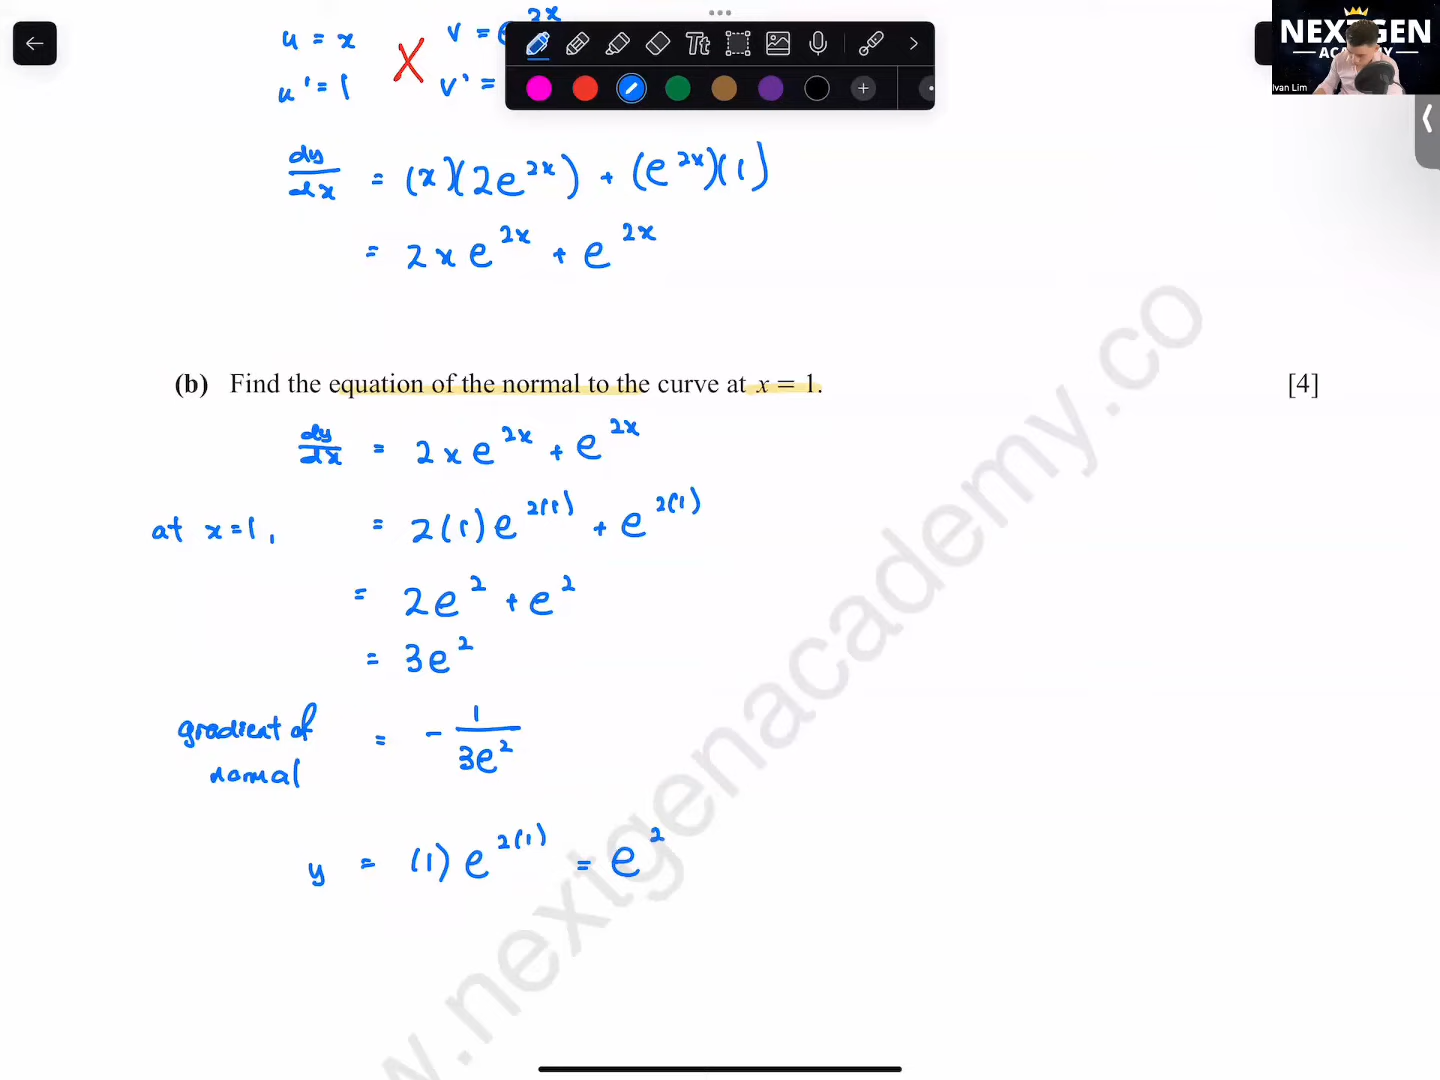 NEXTGEN
ACADEMY
Ivan Lim
Tt
u = x
v =
2x
u' = 1
v' =
dy/dx = (x)(2e^{2x}) + (e^{2x})(1)
= 2xe^{2x} + e^{2x}
(b) Find the equation of the normal to the curve at x = 1. [4]
dy/dx = 2xe^{2x} + e^{2x}
at x=1, = 2(1)e^{2(1)} + e^{2(1)}
= 2e^2 + e^2
= 3e^2
gradient of normal = - 1/3e^2
y = (1)e^{2(1)} = e^2
w.nextgenacademy.co